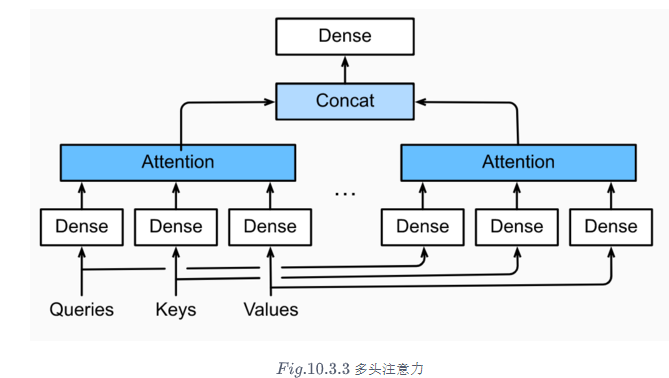 Dense
Concat
Attention
Attention
...
Dense
Dense
Dense
Dense
Dense
Dense
Queries
Keys
Values
Fig.10.3.3 多头注意力